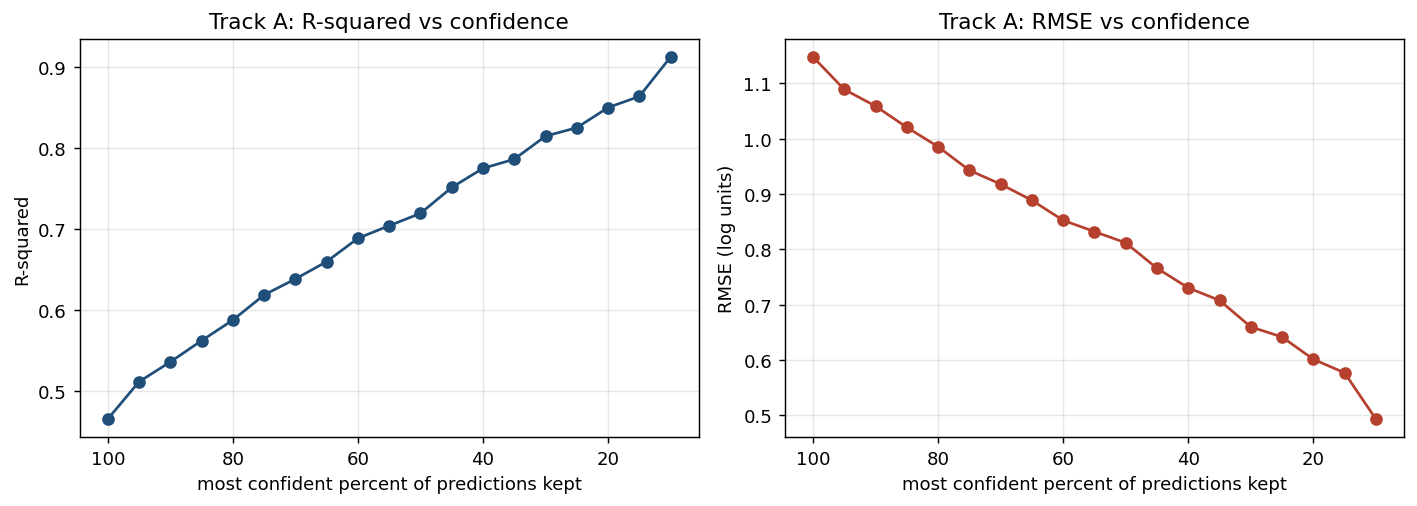 Track A: R-squared vs confidence
R-squared
0.9
0.8
0.7
0.6
0.5
100 80 60 40 20
most confident percent of predictions kept
Track A: RMSE vs confidence
RMSE (log units)
1.1
1.0
0.9
0.8
0.7
0.6
0.5
100 80 60 40 20
most confident percent of predictions kept